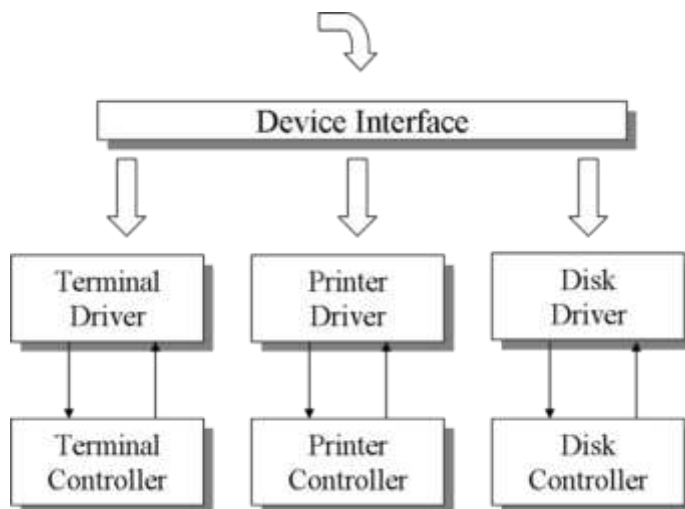 Device Interface
Terminal
Driver
Printer
Driver
Disk
Driver
Terminal
Controller
Printer
Controller
Disk
Controller